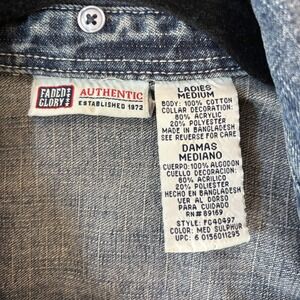 FADED GLORY
AUTHENTIC
ESTABLISHED 1972
LADIES
MEDIUM
BODY: 100% COTTON
COLLAR DECORATION:
80% ACRYLIC
20% POLYESTER
MADE IN BANGLADESH
SEE REVERSE FOR CARE
DAMAS
MEDIANO
CUERPO: 100% ALGODON
CUELLO DECORACION:
80% ACRILICO
20% POLIESTER
HECHO EN BANGLADESH
VER AL DORSO
PARA CUIDADO
RN#89169
STYLE: FG40497
COLOR: MED SULPHUR
UPC: 6 0156011295